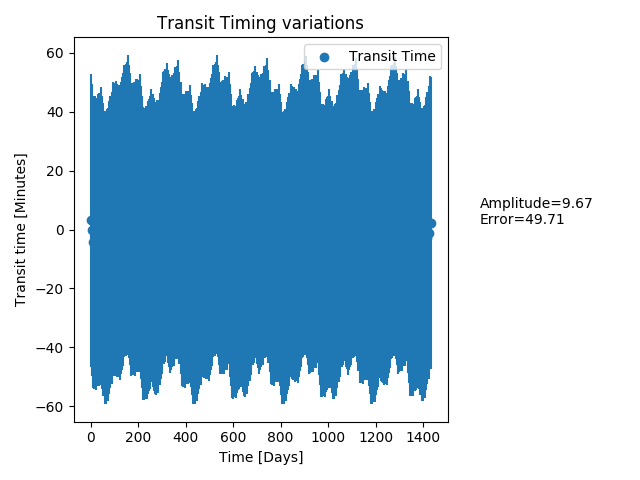 Transit Timing variations
Transit Time
Transit time [Minutes]
60
40
20
0
−20
−40
−60
0 200 400 600 800 1000 1200 1400
Time [Days]
Amplitude=9.67
Error=49.71